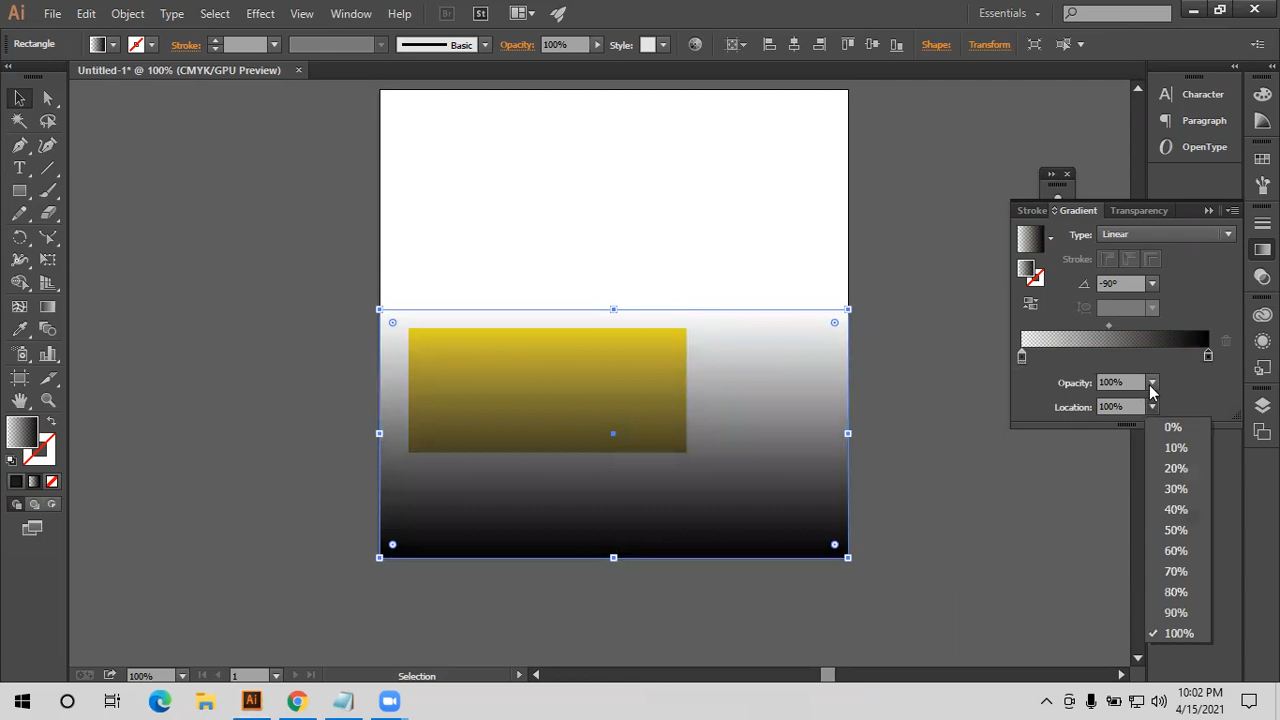 Ai File Edit Object Type Select Effect View Window Help Br St Essentials
Rectangle Stroke: Basic Opacity: 100% Style: Shape: Transform
Untitled-1* @ 100% (CMYK/GPU Preview)
Character
Paragraph
OpenType
Stroke Gradient Transparency
Type: Linear
Stroke:
-90°
Opacity: 100%
Location: 100%
0%
10%
20%
30%
40%
50%
60%
70%
80%
90%
100%
100% 1 Selection
Ai
10:02 PM
4/15/2021